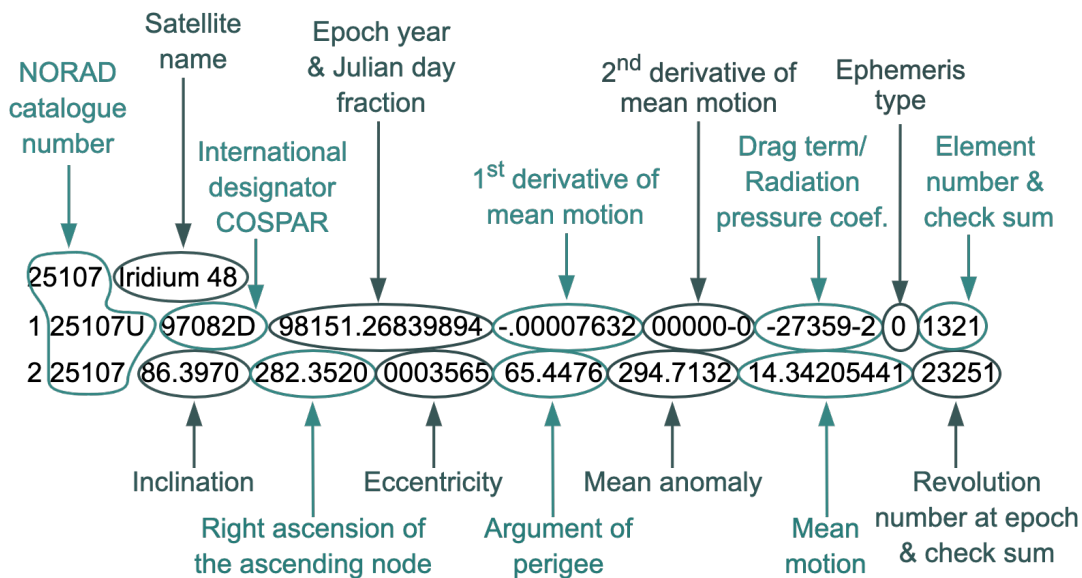 Satellite
name
Epoch year
& Julian day
fraction
2nd derivative of
mean motion
Ephemeris
type
NORAD
catalogue
number
International
designator
COSPAR
1st derivative of
mean motion
Drag term/
Radiation
pressure coef.
Element
number &
check sum
25107 Iridium 48
1 25107U 97082D 98151.26839894 -.00007632 00000-0 -27359-2 0 1321
2 25107 86.3970 282.3520 0003565 65.4476 294.7132 14.34205441 23251
Inclination
Right ascension of
the ascending node
Eccentricity
Argument of
perigee
Mean anomaly
Mean
motion
Revolution
number at epoch
& check sum